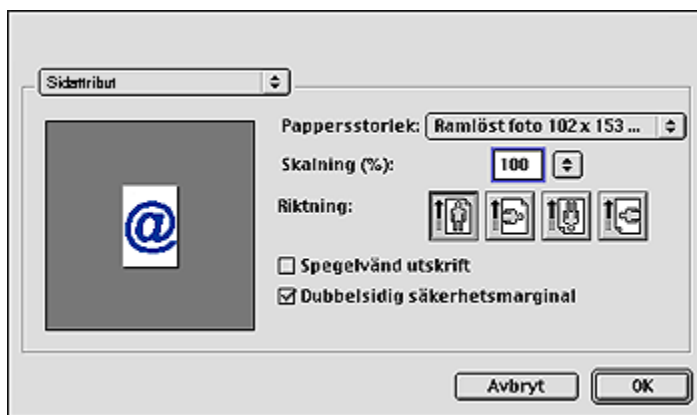 Sidattribut
@
Pappersstorlek: Ramlöst foto 102 x 153 ...
Skalning (%): 100
Riktning:
Spegelvänd utskrift
Dubbelsidig säkerhetsmarginal
Avbryt OK